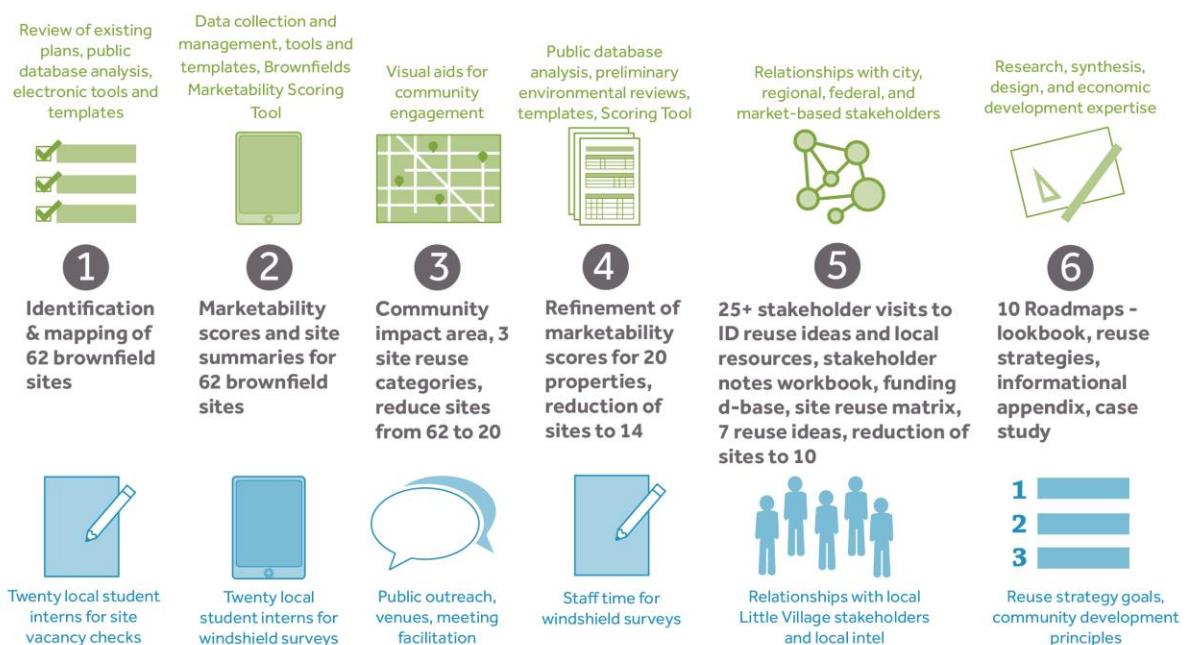 Review of existing
plans, public
database analysis,
electronic tools and
templates
Data collection and
management, tools and
templates, Brownfields
Marketability Scoring
Tool
Visual aids for
community
engagement
Public database
analysis, preliminary
environmental reviews,
templates, Scoring Tool
Relationships with city,
regional, federal, and
market-based stakeholders
Research, synthesis,
design, and economic
development expertise
1
Identification
& mapping of
62 brownfield
sites
2
Marketability
scores and site
summaries for
62 brownfield
sites
3
Community
impact area, 3
site reuse
categories,
reduce sites
from 62 to 20
4
Refinement of
marketability
scores for 20
properties,
reduction of
sites to 14
5
25+ stakeholder visits to
ID reuse ideas and local
resources, stakeholder
notes workbook, funding
d-base, site reuse matrix,
7 reuse ideas, reduction of
sites to 10
6
10 Roadmaps -
lookbook, reuse
strategies,
informational
appendix, case
study
1
2
3
Twenty local student
interns for site
vacancy checks
Twenty local
student interns for
windshield surveys
Public outreach,
venues, meeting
facilitation
Staff time for
windshield surveys
Relationships with local
Little Village stakeholders
and local intel
Reuse strategy goals,
community development
principles